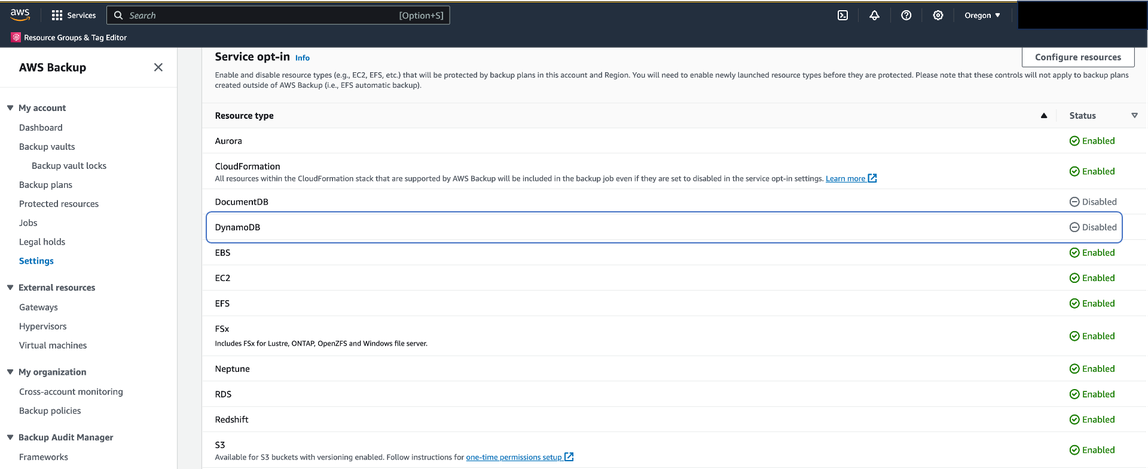 aws
Services
Search
[Option+S]
Oregon ▼
Resource Groups & Tag Editor
AWS Backup
My account
Dashboard
Backup vaults
Backup vault locks
Backup plans
Protected resources
Jobs
Legal holds
Settings
External resources
Gateways
Hypervisors
Virtual machines
My organization
Cross-account monitoring
Backup policies
Backup Audit Manager
Frameworks
Service opt-in Info
Configure resources
Enable and disable resource types (e.g., EC2, EFS, etc.) that will be protected by backup plans in this account and Region. You will need to enable newly launched resource types before they are protected. Please note that these controls will not apply to backup plans
created outside of AWS Backup (i.e., EFS automatic backup).
Resource type Status
Aurora Enabled
CloudFormation Enabled
All resources within the CloudFormation stack that are supported by AWS Backup will be included in the backup job even if they are set to disabled in the service opt-in settings. Learn more
DocumentDB Disabled
DynamoDB Disabled
EBS Enabled
EC2 Enabled
EFS Enabled
FSx Enabled
Includes FSx for Lustre, ONTAP, OpenZFS and Windows file server.
Neptune Enabled
RDS Enabled
Redshift Enabled
S3 Enabled
Available for S3 buckets with versioning enabled. Follow instructions for one-time permissions setup